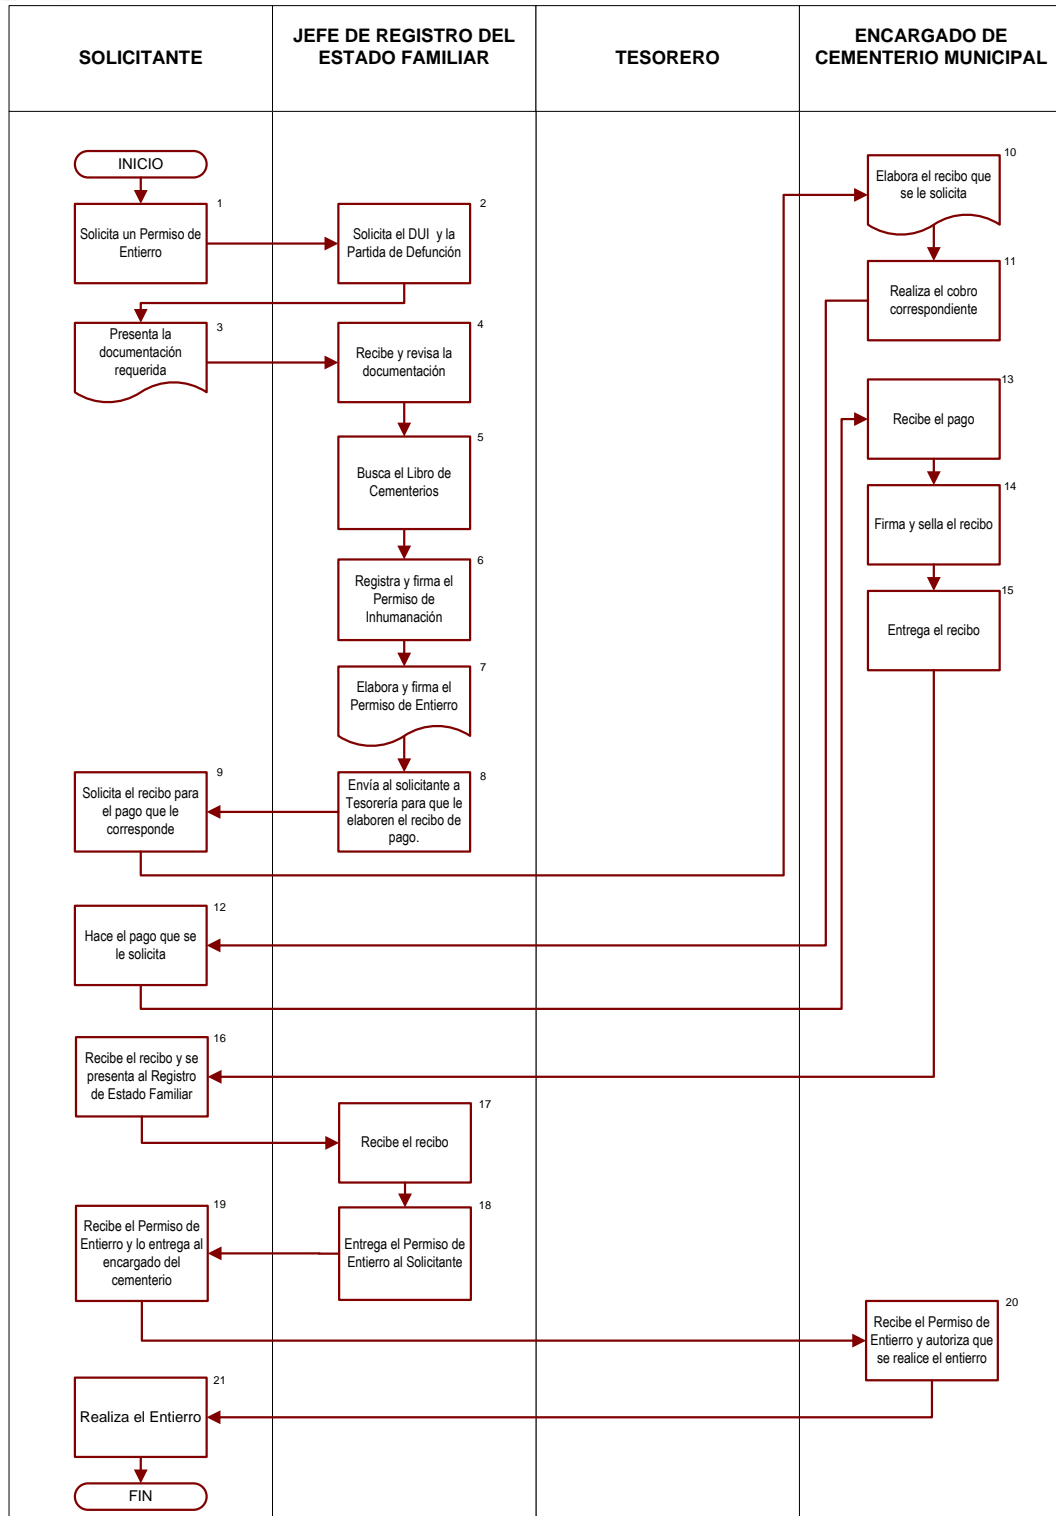 SOLICITANTE
JEFE DE REGISTRO DEL
ESTADO FAMILIAR
TESORERO
ENCARGADO DE
CEMENTERIO MUNICIPAL
INICIO
1
Solicita un Permiso de
Entierro
2
Solicita el DUI y la
Partida de Defunción
3
Presenta la
documentación
requerida
4
Recibe y revisa la
documentación
5
Busca el Libro de
Cementerios
6
Registra y firma el
Permiso de
Inhumanación
7
Elabora y firma el
Permiso de Entierro
8
Envía al solicitante a
Tesorería para que le
elaboren el recibo de
pago.
9
Solicita el recibo para
el pago que le
corresponde
10
Elabora el recibo que
se le solicita
11
Realiza el cobro
correspondiente
12
Hace el pago que se
le solicita
13
Recibe el pago
14
Firma y sella el recibo
15
Entrega el recibo
16
Recibe el recibo y se
presenta al Registro
de Estado Familiar
17
Recibe el recibo
18
Entrega el Permiso de
Entierro al Solicitante
19
Recibe el Permiso de
Entierro y lo entrega al
encargado del
cementerio
20
Recibe el Permiso de
Entierro y autoriza que
se realice el entierro
21
Realiza el Entierro
FIN